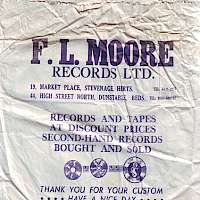 F. L. MOORE
RECORDS LTD.
19, MARKET PLACE, STEVENAGE HERTS.
44, HIGH STREET NORTH, DUNSTABLE, BEDS.
RECORDS AND TAPES
AT DISCOUNT PRICES
SECOND-HAND RECORDS
BOUGHT AND SOLD
THANK YOU FOR YOUR CUSTOM
HAVE A NICE DAY